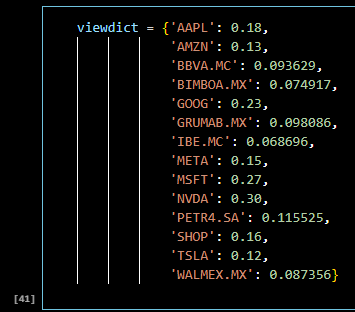 viewdict = {'AAPL': 0.18,
'AMZN': 0.13,
'BBVA.MC': 0.093629,
'BIMBOA.MX': 0.074917,
'GOOG': 0.23,
'GRUMAB.MX': 0.098086,
'IBE.MC': 0.068696,
'META': 0.15,
'MSFT': 0.27,
'NVDA': 0.30,
'PETR4.SA': 0.115525,
'SHOP': 0.16,
'TSLA': 0.12,
'WALMEX.MX': 0.087356}
[41]